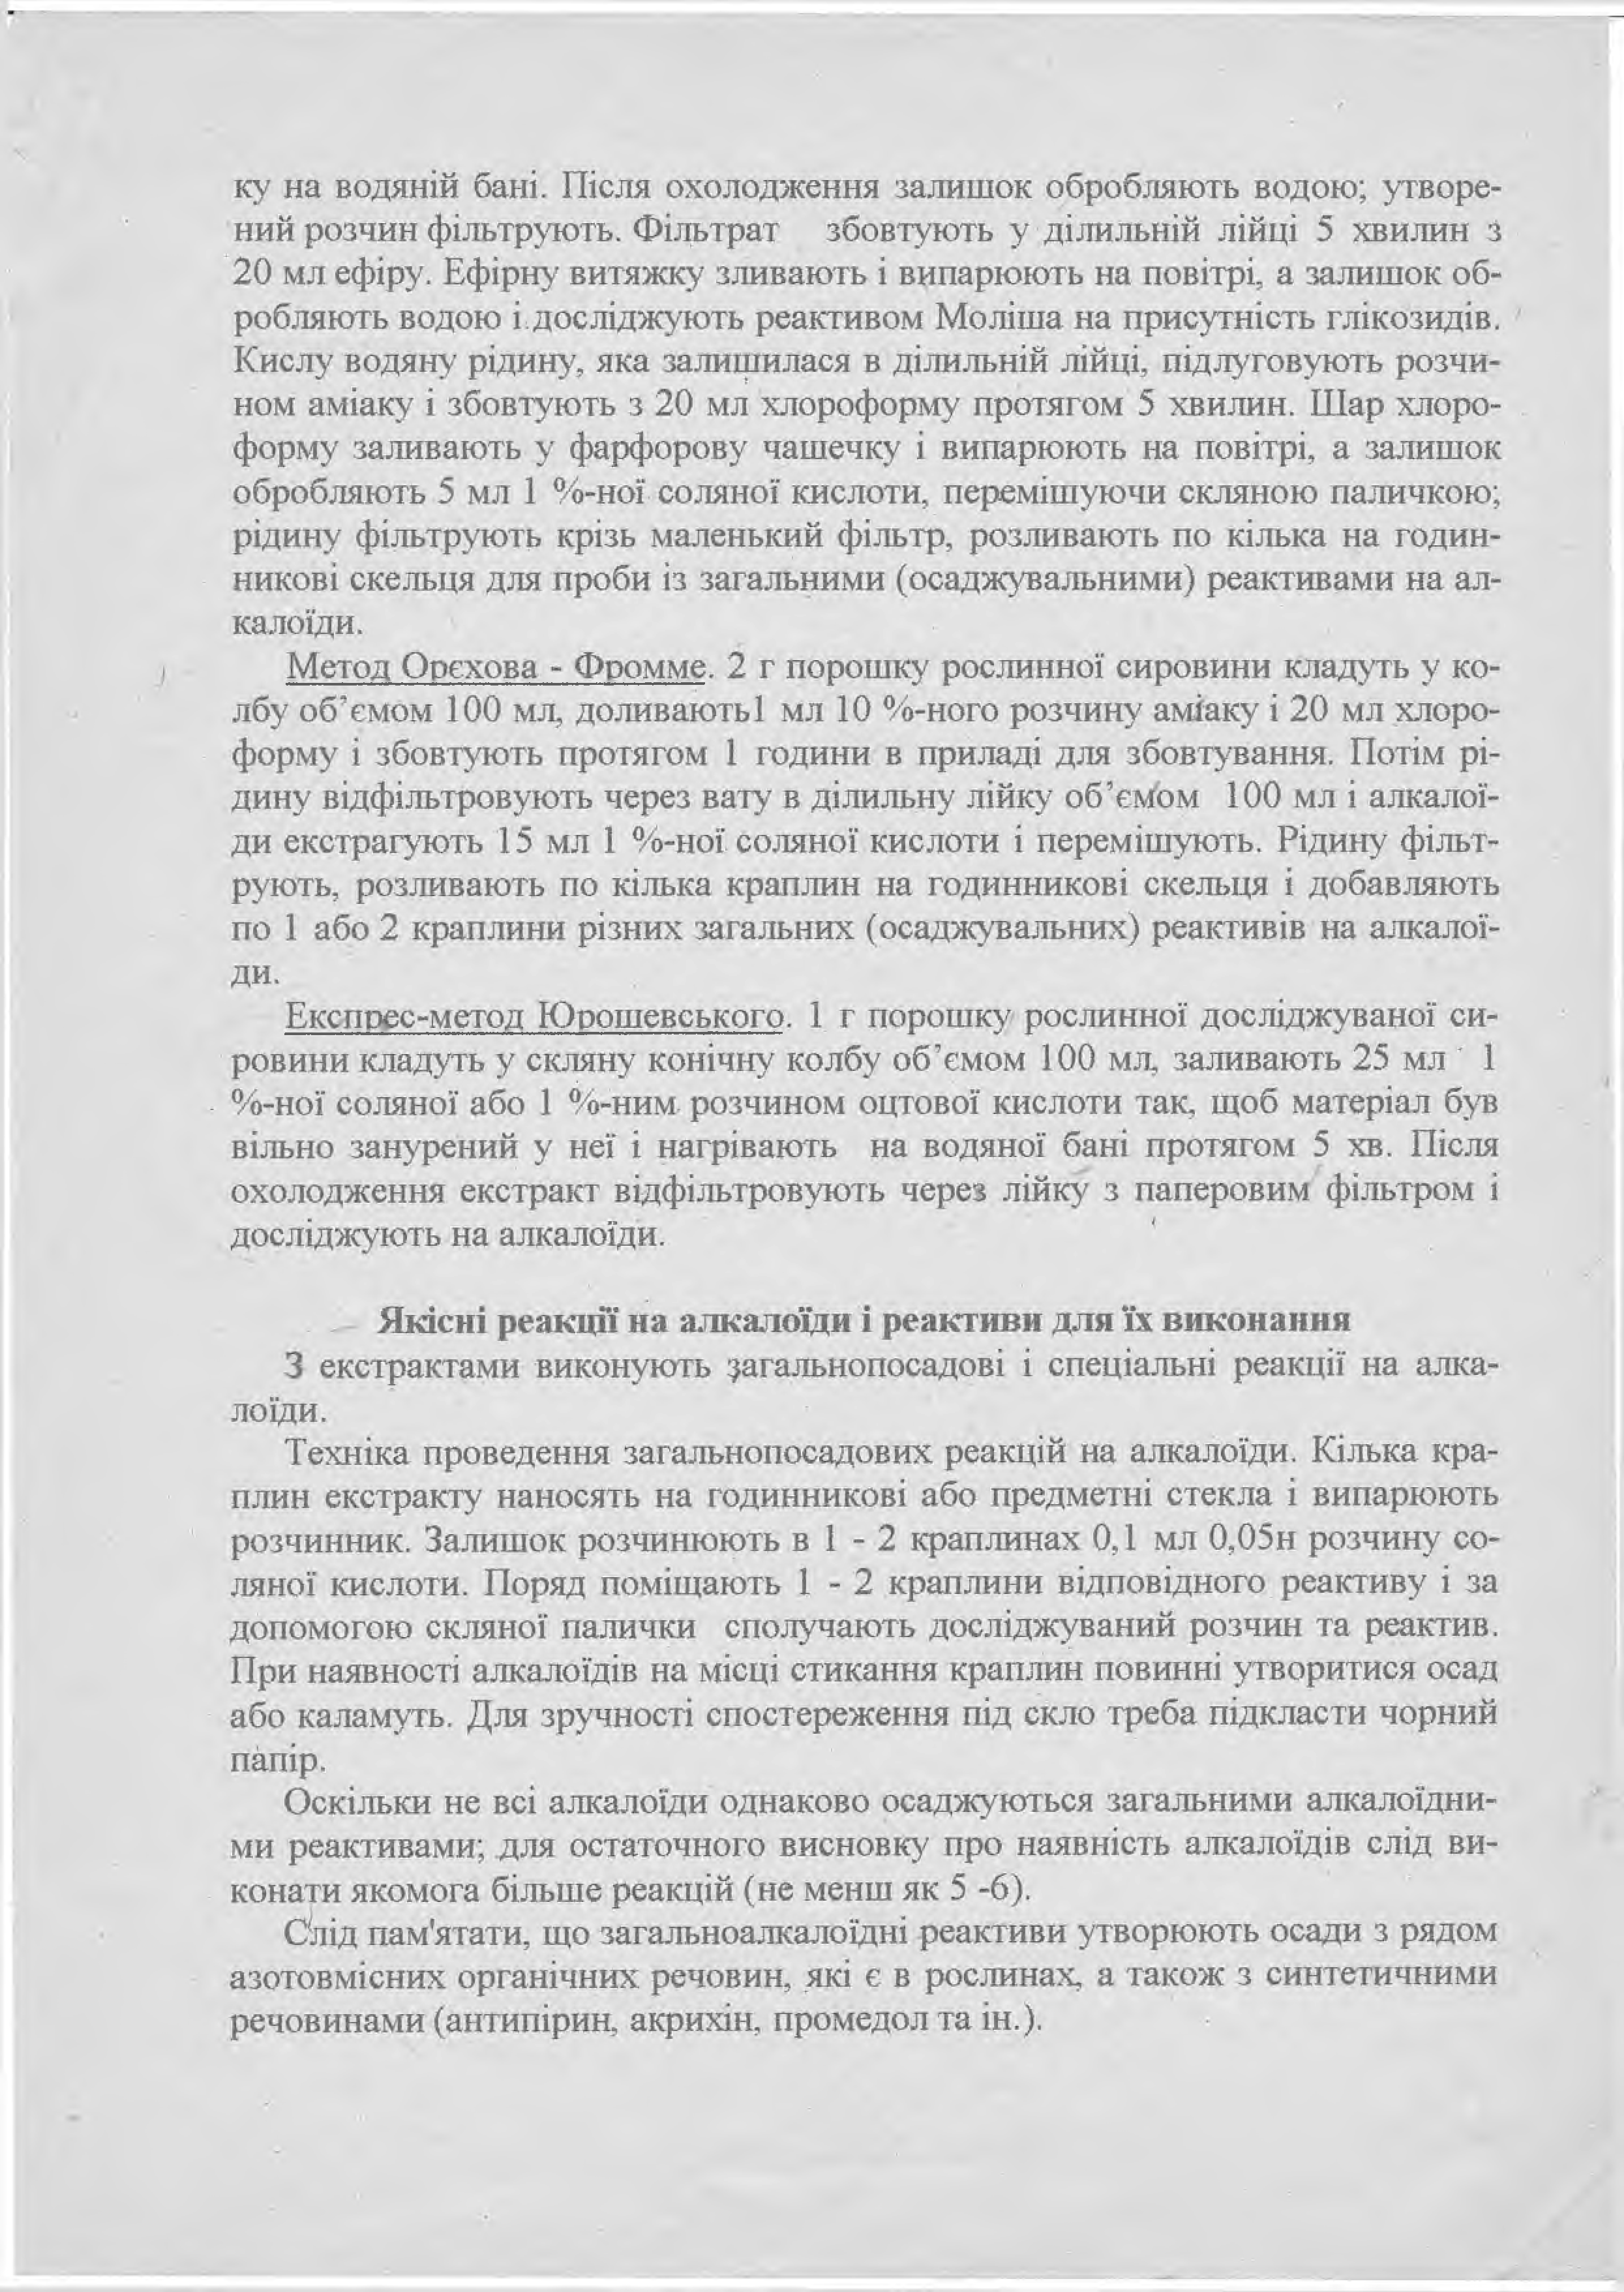 ку на водяній бані. Після охолодження залишок обробляють водою; утворе-
ний розчин фільтрують. Фільтрат збовтують у ділильній лійці 5 хвилин з
20 мл ефіру. Ефірну витяжку зливають і випарюють на повітрі, а залишок об-
робляють водою і досліджують реактивом Моліша на присутність глікозидів.
Кислу водяну рідину, яка залишилася в ділильній лійці, підлуговують розчи-
ном аміаку і збовтують з 20 мл хлороформу протягом 5 хвилин. Шар хлоро-
форму заливають у фарфорову чашечку і випарюють на повітрі, а залишок
обробляють 5 мл 1 %-ної соляної кислоти, перемішуючи скляною паличкою;
рідину фільтрують крізь маленький фільтр, розливають по кілька на годин-
никові скельця для проби із загальними (осаджувальними) реактивами на ал-
калоїди.
Метод Орєхова - Фромме. 2 г порошку рослинної сировини кладуть у ко-
лбу об’ємом 100 мл, доливають1 мл 10 %-ного розчину аміаку і 20 мл хлоро-
форму і збовтують протягом 1 години в приладі для збовтування. Потім рі-
дину відфільтровують через вату в ділильну лійку об’ємом 100 мл і алкалої-
ди екстрагують 15 мл 1 %-ної соляної кислоти і перемішують. Рідину фільт-
рують, розливають по кілька краплин на годинникові скельця і добавляють
по 1 або 2 краплини різних загальних (осаджувальних) реактивів на алкалої-
ди.
Експрес-метод Юрошевського. 1 г порошку рослинної досліджуваної си-
ровини кладуть у скляну конічну колбу об’ємом 100 мл, заливають 25 мл 1
%-ної соляної або 1 %-ним розчином оцтової кислоти так, щоб матеріал був
вільно занурений у неї і нагрівають на водяної бані протягом 5 хв. Після
охолодження екстракт відфільтровують через лійку з паперовим фільтром і
досліджують на алкалоїди.
Якісні реакції на алкалоїди і реактиви для їх виконання
З екстрактами виконують загальнопосадові і спеціальні реакції на алка-
лоїди.
Техніка проведення загальнопосадових реакцій на алкалоїди. Кілька кра-
плин екстракту наносять на годинникові або предметні стекла і випарюють
розчинник. Залишок розчинюють в 1 - 2 краплинах 0,1 мл 0,05н розчину со-
ляної кислоти. Поряд поміщають 1 - 2 краплини відповідного реактиву і за
допомогою скляної палички сполучають досліджуваний розчин та реактив.
При наявності алкалоїдів на місці стикання краплин повинні утворитися осад
або каламуть. Для зручності спостереження під скло треба підкласти чорний
папір.
Оскільки не всі алкалоїди однаково осаджуються загальними алкалоїдни-
ми реактивами; для остаточного висновку про наявність алкалоїдів слід ви-
конати якомога більше реакцій (не менш як 5 -6).
Слід пам'ятати, що загальноалкалоїдні реактиви утворюють осади з рядом
азотовмісних органічних речовин, які є в рослинах, а також з синтетичними
речовинами (антипірин, акрихін, промедол та ін.).